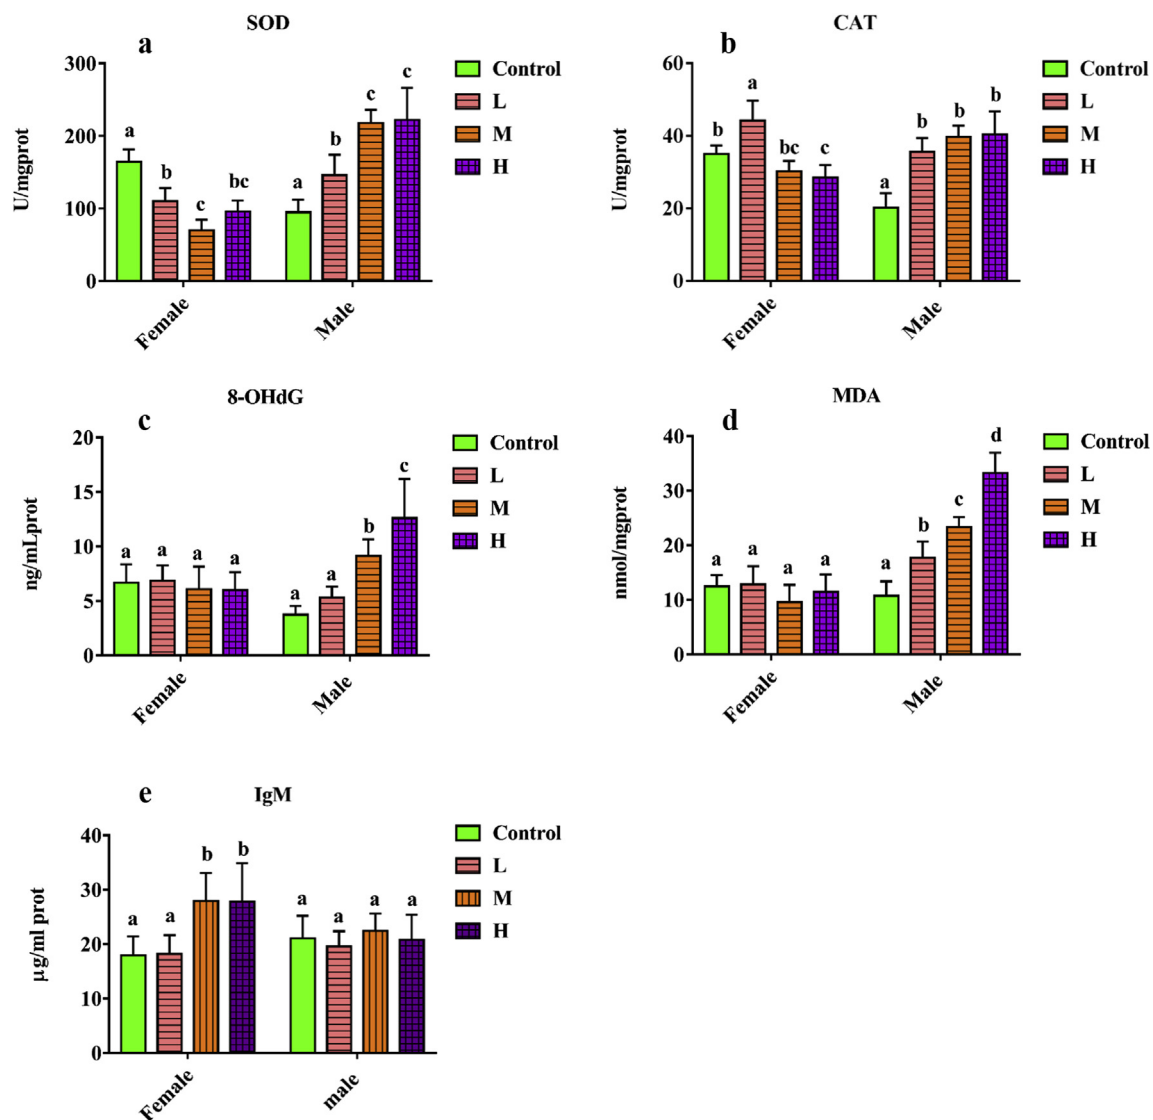 SOD
a
300
200
100
0
U/mgprot
a
b
c
bc
a
b
c
c
Female
Male
Control
L
M
H
CAT
b
60
40
20
0
U/mgprot
b
a
bc
c
a
b
b
b
Female
Male
Control
L
M
H
8-OHdG
c
20
15
10
5
0
ng/mLprot
a
a
a
a
a
a
b
c
Female
Male
Control
L
M
H
MDA
d
40
30
20
10
0
nmol/mgprot
a
a
a
a
a
b
c
d
Female
Male
Control
L
M
H
e
IgM
40
30
20
10
0
μg/ml prot
a
a
b
b
a
a
a
a
Female
male
Control
L
M
H